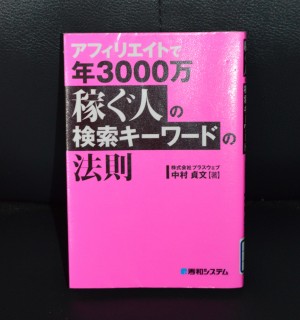 アフィリエイトで
年3000万
稼ぐ人の
検索キーワードの
法則
株式会社プラスウェブ
中村貞文[著]
秀和システム